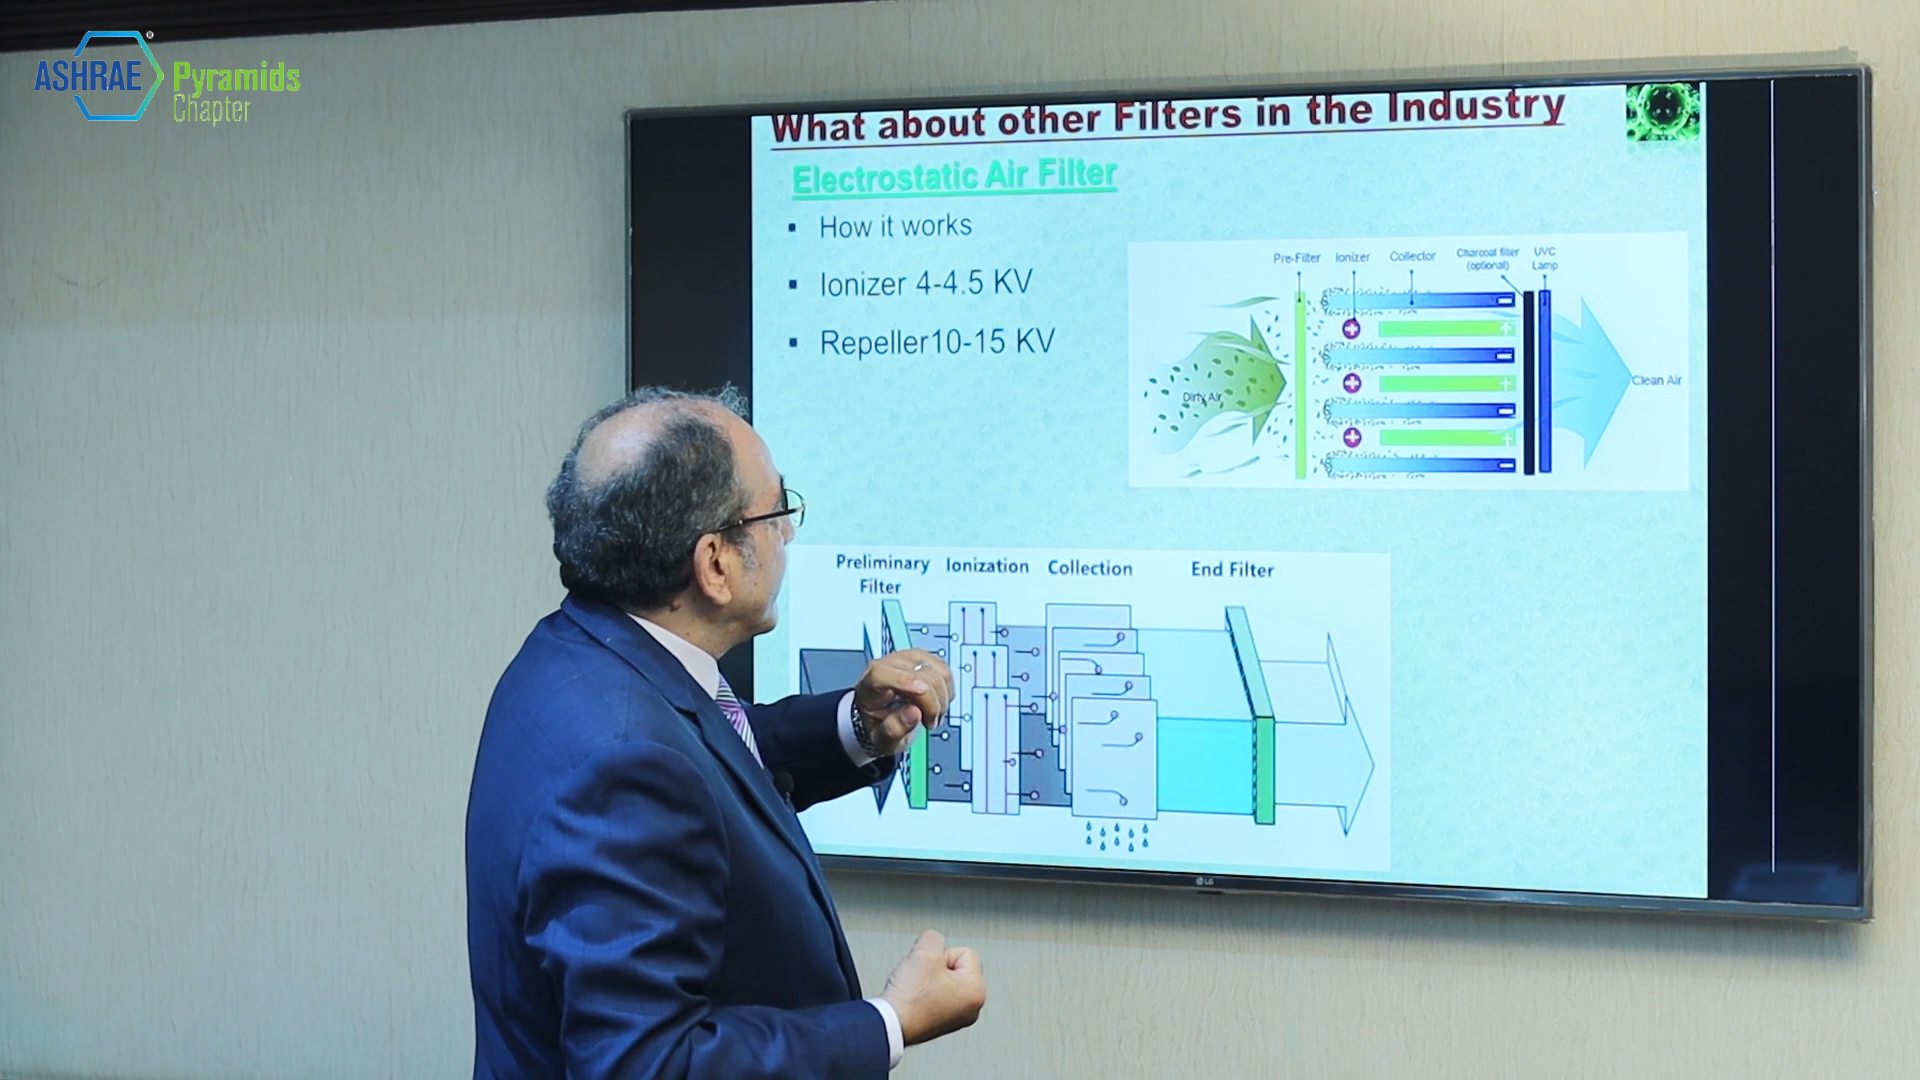 ASHRAE®
Pyramids
Chapter
What about other Filters in the Industry
Electrostatic Air Filter
▪ How it works
▪ Ionizer 4-4.5 KV
▪ Repeller10-15 KV
Pre-Filter Ionizer Collector Charcoal filter (optional) UVC Lamp
Dirty Air
Clean Air
Preliminary Filter Ionization Collection End Filter
LG